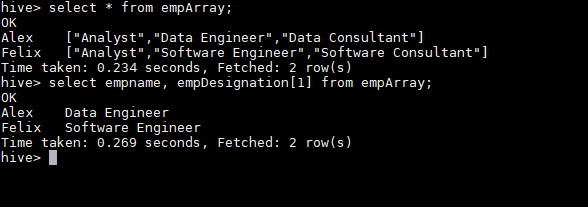 hive> select * from empArray;
OK
Alex    ["Analyst","Data Engineer","Data Consultant"]
Felix   ["Analyst","Software Engineer","Software Consultant"]
Time taken: 0.234 seconds, Fetched: 2 row(s)
hive> select empname, empDesignation[1] from empArray;
OK
Alex    Data Engineer
Felix   Software Engineer
Time taken: 0.269 seconds, Fetched: 2 row(s)
hive>